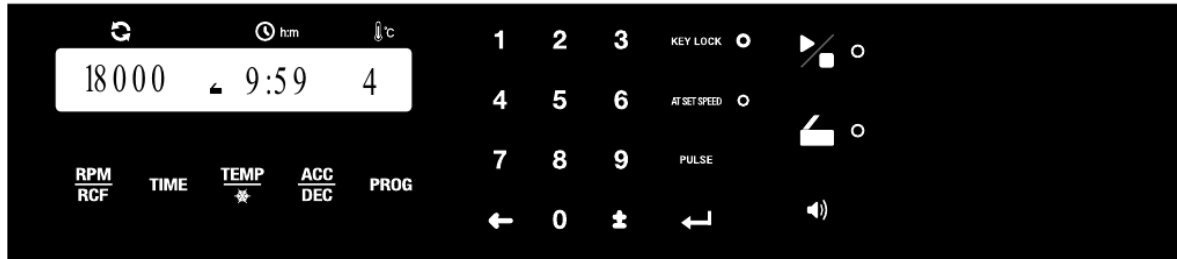 h:m °C
18000 9:59 4
RPM
RCF
TIME
TEMP
ACC
DEC
PROG
1 2 3 KEY LOCK
4 5 6 AT SET SPEED
7 8 9 PULSE
0 ±